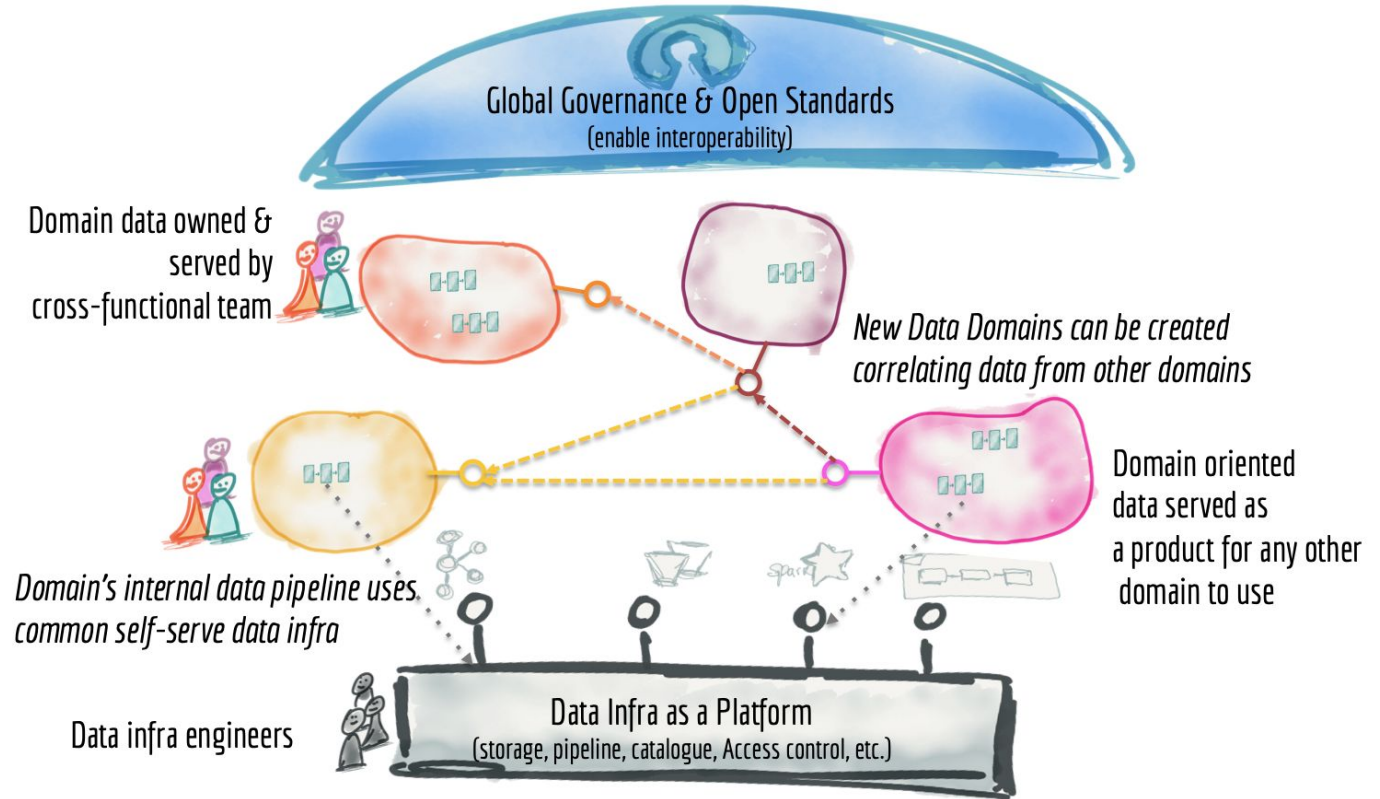 Global Governance & Open Standards
(enable interoperability)
Domain data owned &
served by
cross-functional team
New Data Domains can be created
correlating data from other domains
Domain oriented
data served as
a product for any other
domain to use
Spark
Domain's internal data pipeline uses
common self-serve data infra
Data infra engineers
Data Infra as a Platform
(storage, pipeline, catalogue, Access control, etc.)